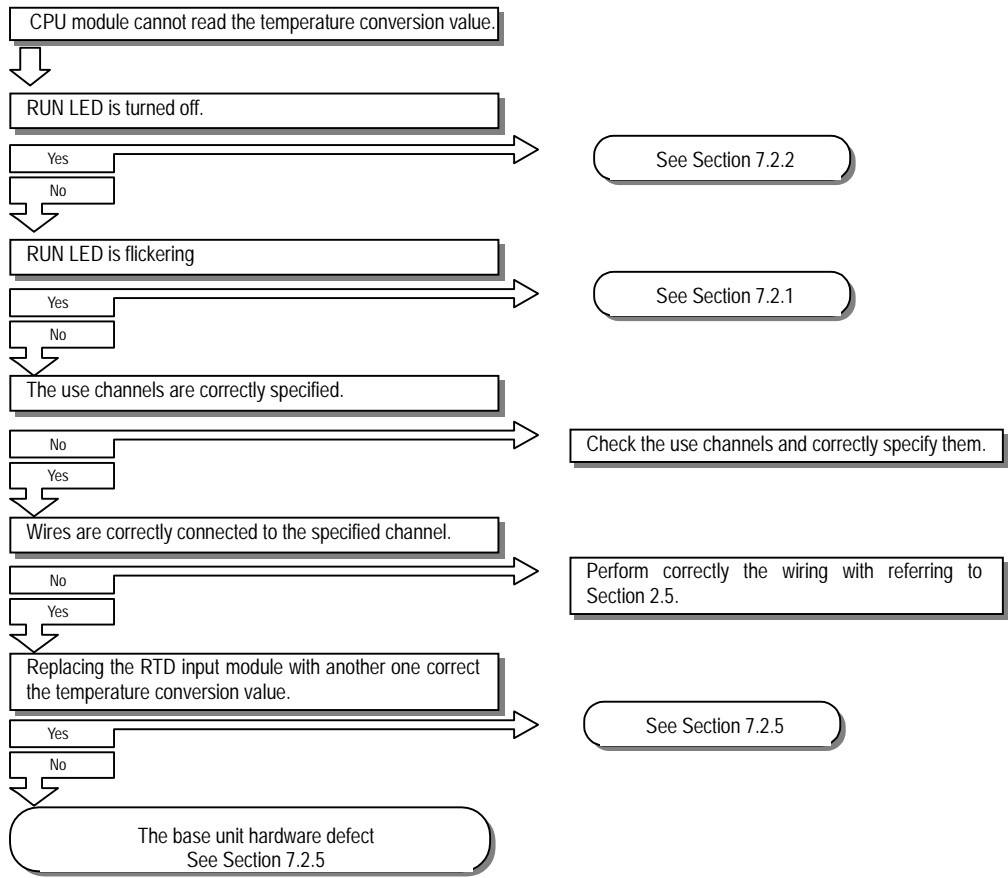 CPU module cannot read the temperature conversion value.
RUN LED is turned off.
Yes
See Section 7.2.2
No
RUN LED is flickering
Yes
See Section 7.2.1
No
The use channels are correctly specified.
No
Check the use channels and correctly specify them.
Yes
Wires are correctly connected to the specified channel.
No
Perform correctly the wiring with referring to
Section 2.5.
Yes
Replacing the RTD input module with another one correct
the temperature conversion value.
Yes
See Section 7.2.5
No
The base unit hardware defect
See Section 7.2.5